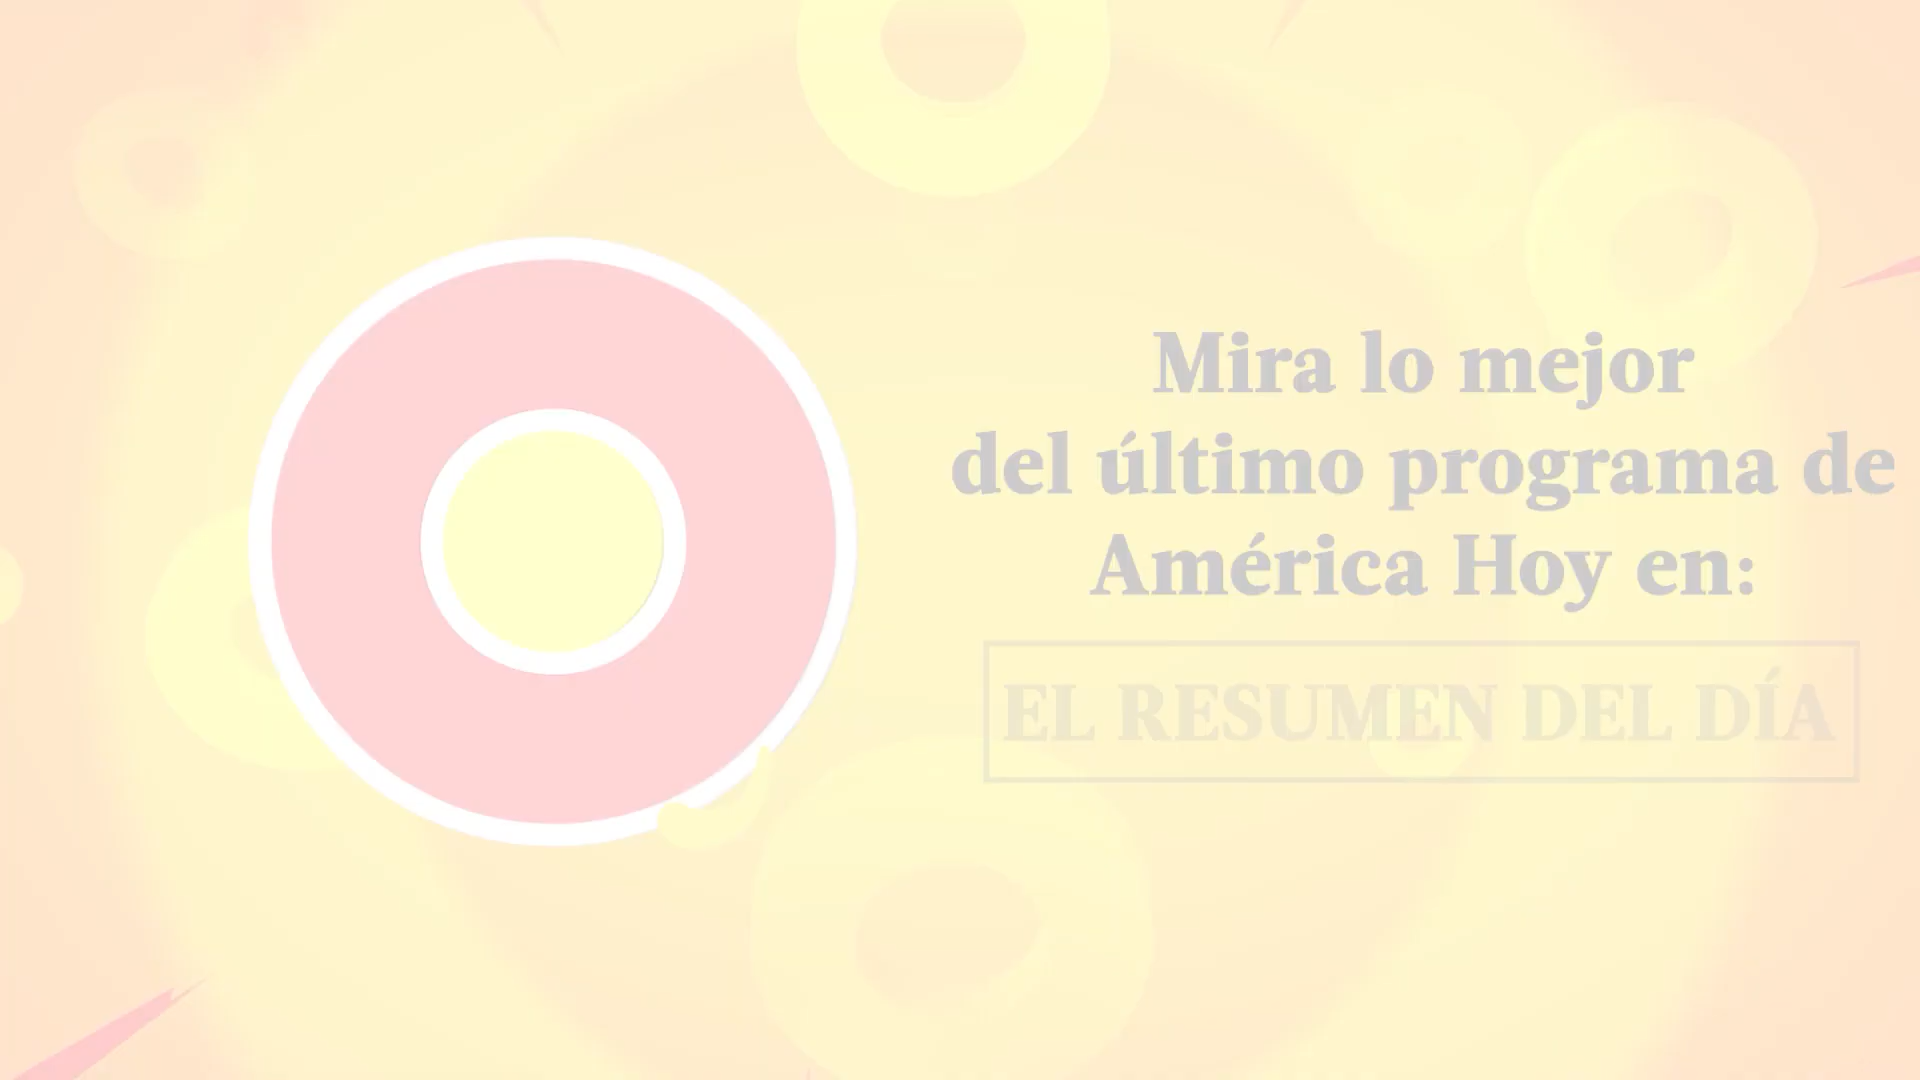 Mira lo mejor
del último programa de
América Hoy en:
EL RESUMEN DEL DÍA